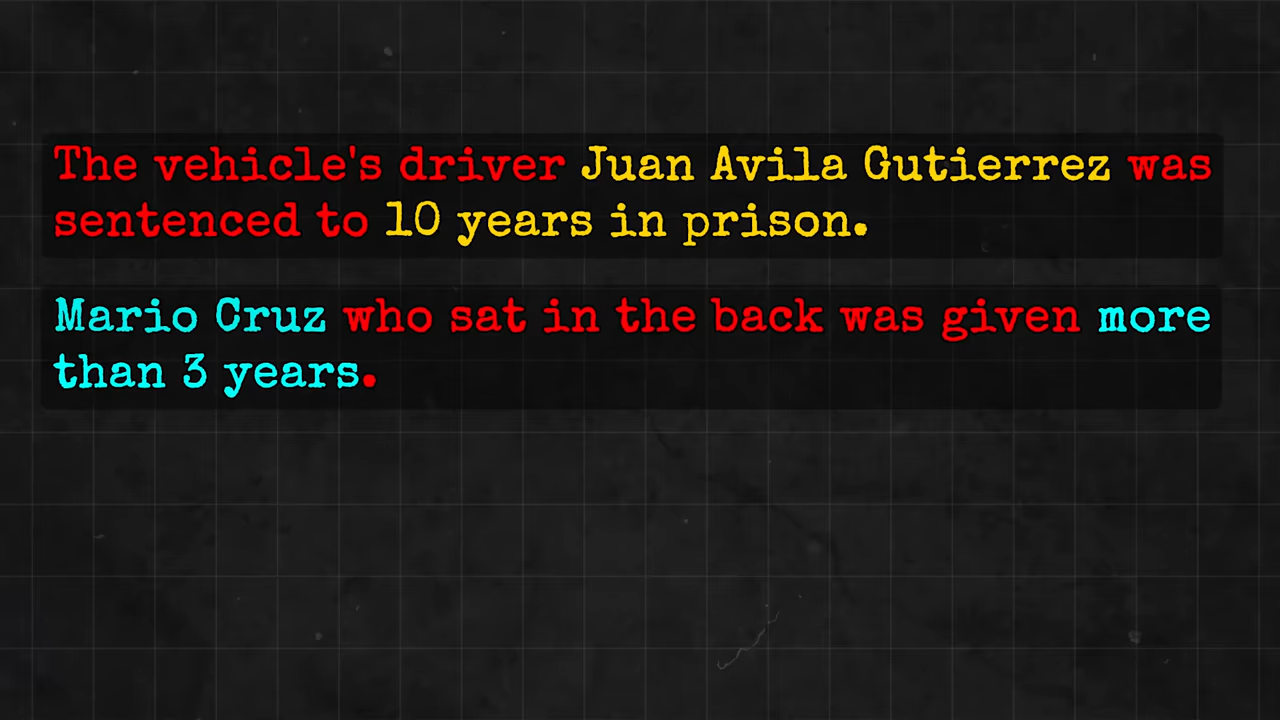 The vehicle's driver Juan Avila Gutierrez was
sentenced to 10 years in prison.
Mario Cruz who sat in the back was given more
than 3 years.